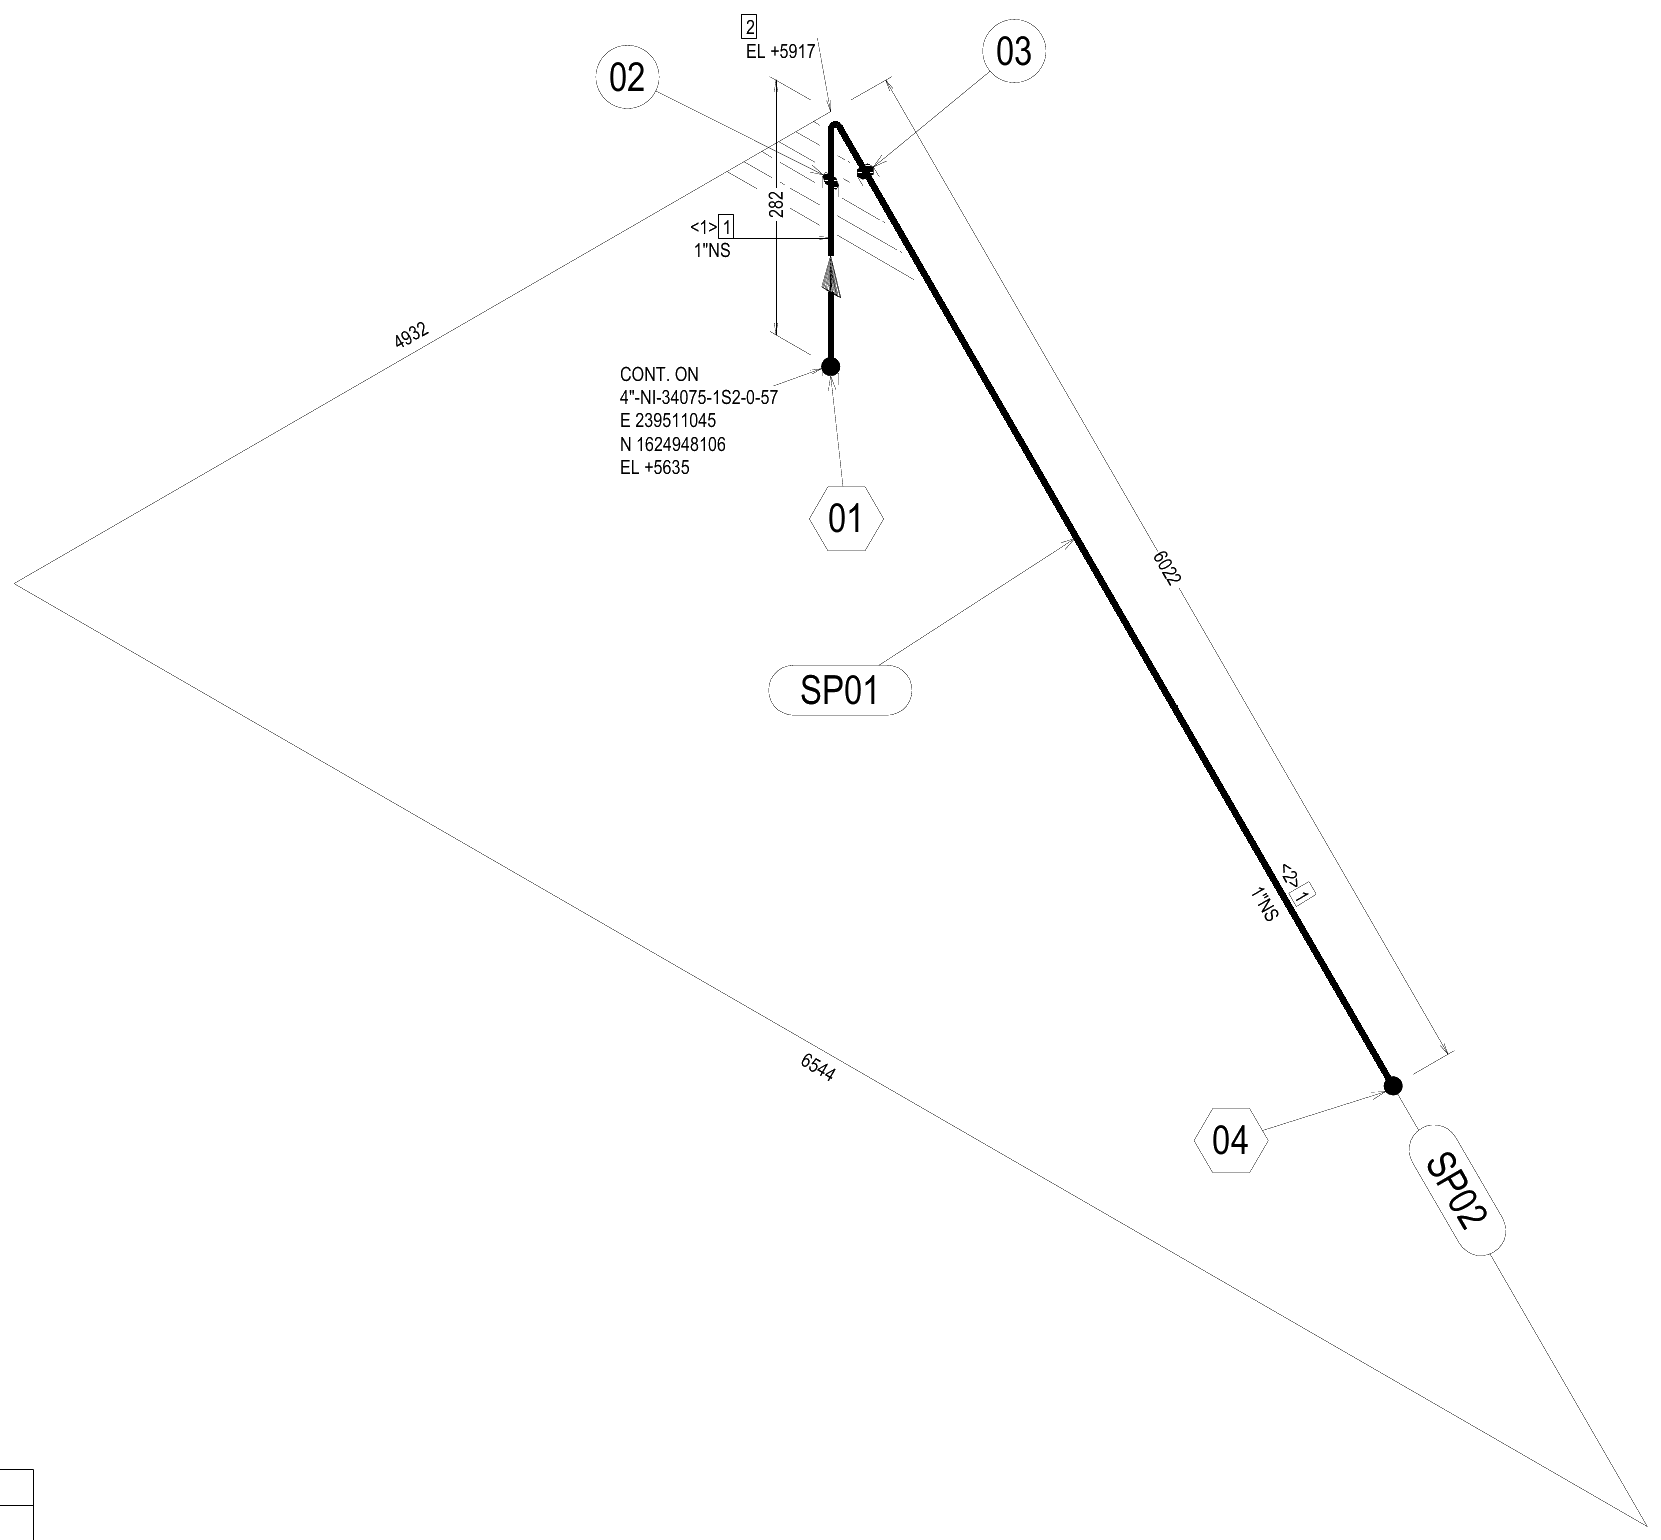 2
EL +5917
02
03
282
<1>1
1"NS
4932
CONT. ON
4"-NI-34075-1S2-0-57
E 239511045
N 1624948106
EL +5635
01
6022
SP01
<2>1
1"NS
6544
04
SP02